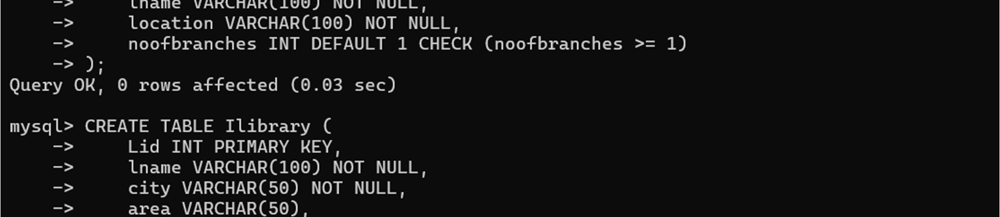 -> lname VARCHAR(100) NOT NULL,
-> location VARCHAR(100) NOT NULL,
-> noofbranches INT DEFAULT 1 CHECK (noofbranches >= 1)
-> );
Query OK, 0 rows affected (0.03 sec)
mysql> CREATE TABLE Ilibrary (
-> Lid INT PRIMARY KEY,
-> lname VARCHAR(100) NOT NULL,
-> city VARCHAR(50) NOT NULL,
-> area VARCHAR(50),